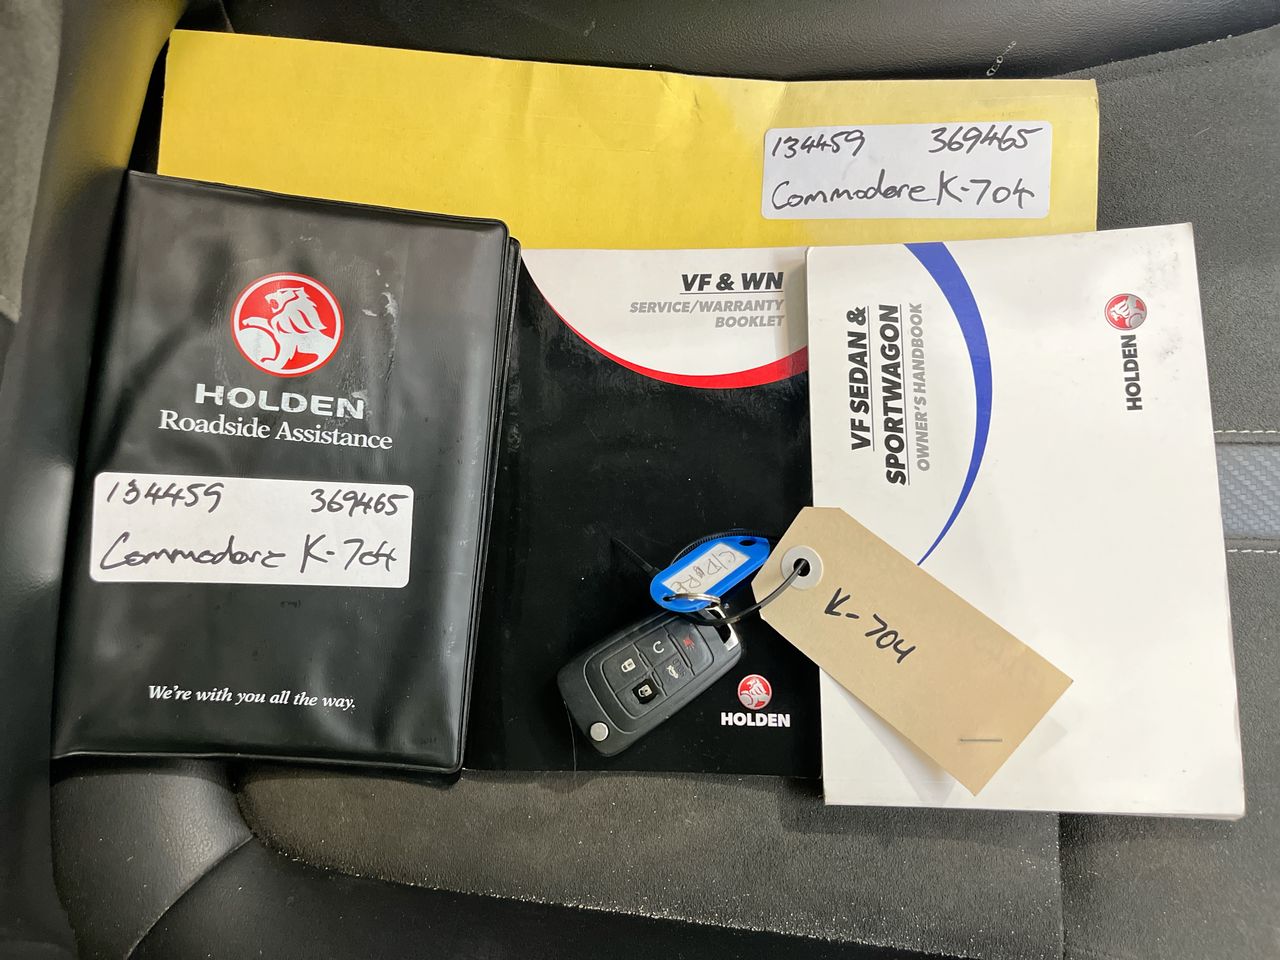 134459 369465
Commodore K-704
HOLDEN
Roadside Assistance
134459 369465
Commodore K-704
We're with you all the way.
VF & WN
SERVICE/WARRANTY
BOOKLET
HOLDEN
VF SEDAN &
SPORTWAGON
OWNER'S HANDBOOK
HOLDEN
K-704